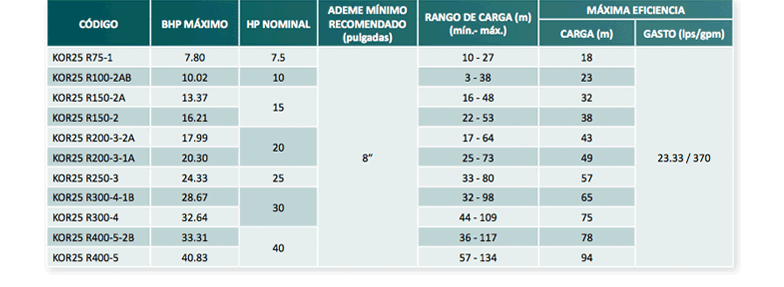 CÓDIGO BHP MÁXIMO HP NOMINAL ADEME MÍNIMO RECOMENDADO (pulgadas) RANGO DE CARGA (m) (mín.- máx.) MÁXIMA EFICIENCIA
CARGA (m) GASTO (lps/gpm)
KOR25 R75-1 7.80 7.5 10 - 27 18
KOR25 R100-2AB 10.02 10 3 - 38 23
KOR25 R150-2A 13.37 15 16 - 48 32
KOR25 R150-2 16.21 22 - 53 38
KOR25 R200-3-2A 17.99 20 17 - 64 43
KOR25 R200-3-1A 20.30 8" 25 - 73 49 23.33 / 370
KOR25 R250-3 24.33 25 33 - 80 57
KOR25 R300-4-1B 28.67 30 32 - 98 65
KOR25 R300-4 32.64 44 - 109 75
KOR25 R400-5-2B 33.31 40 36 - 117 78
KOR25 R400-5 40.83 57 - 134 94